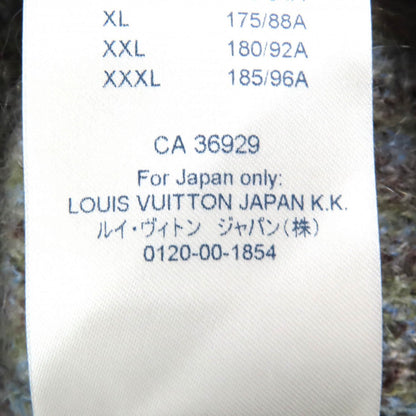 XL 175/88A
XXL 180/92A
XXXL 185/96A
CA 36929
For Japan only:
LOUIS VUITTON JAPAN K.K.
ルイ・ヴィトン ジャパン(株)
0120-00-1854